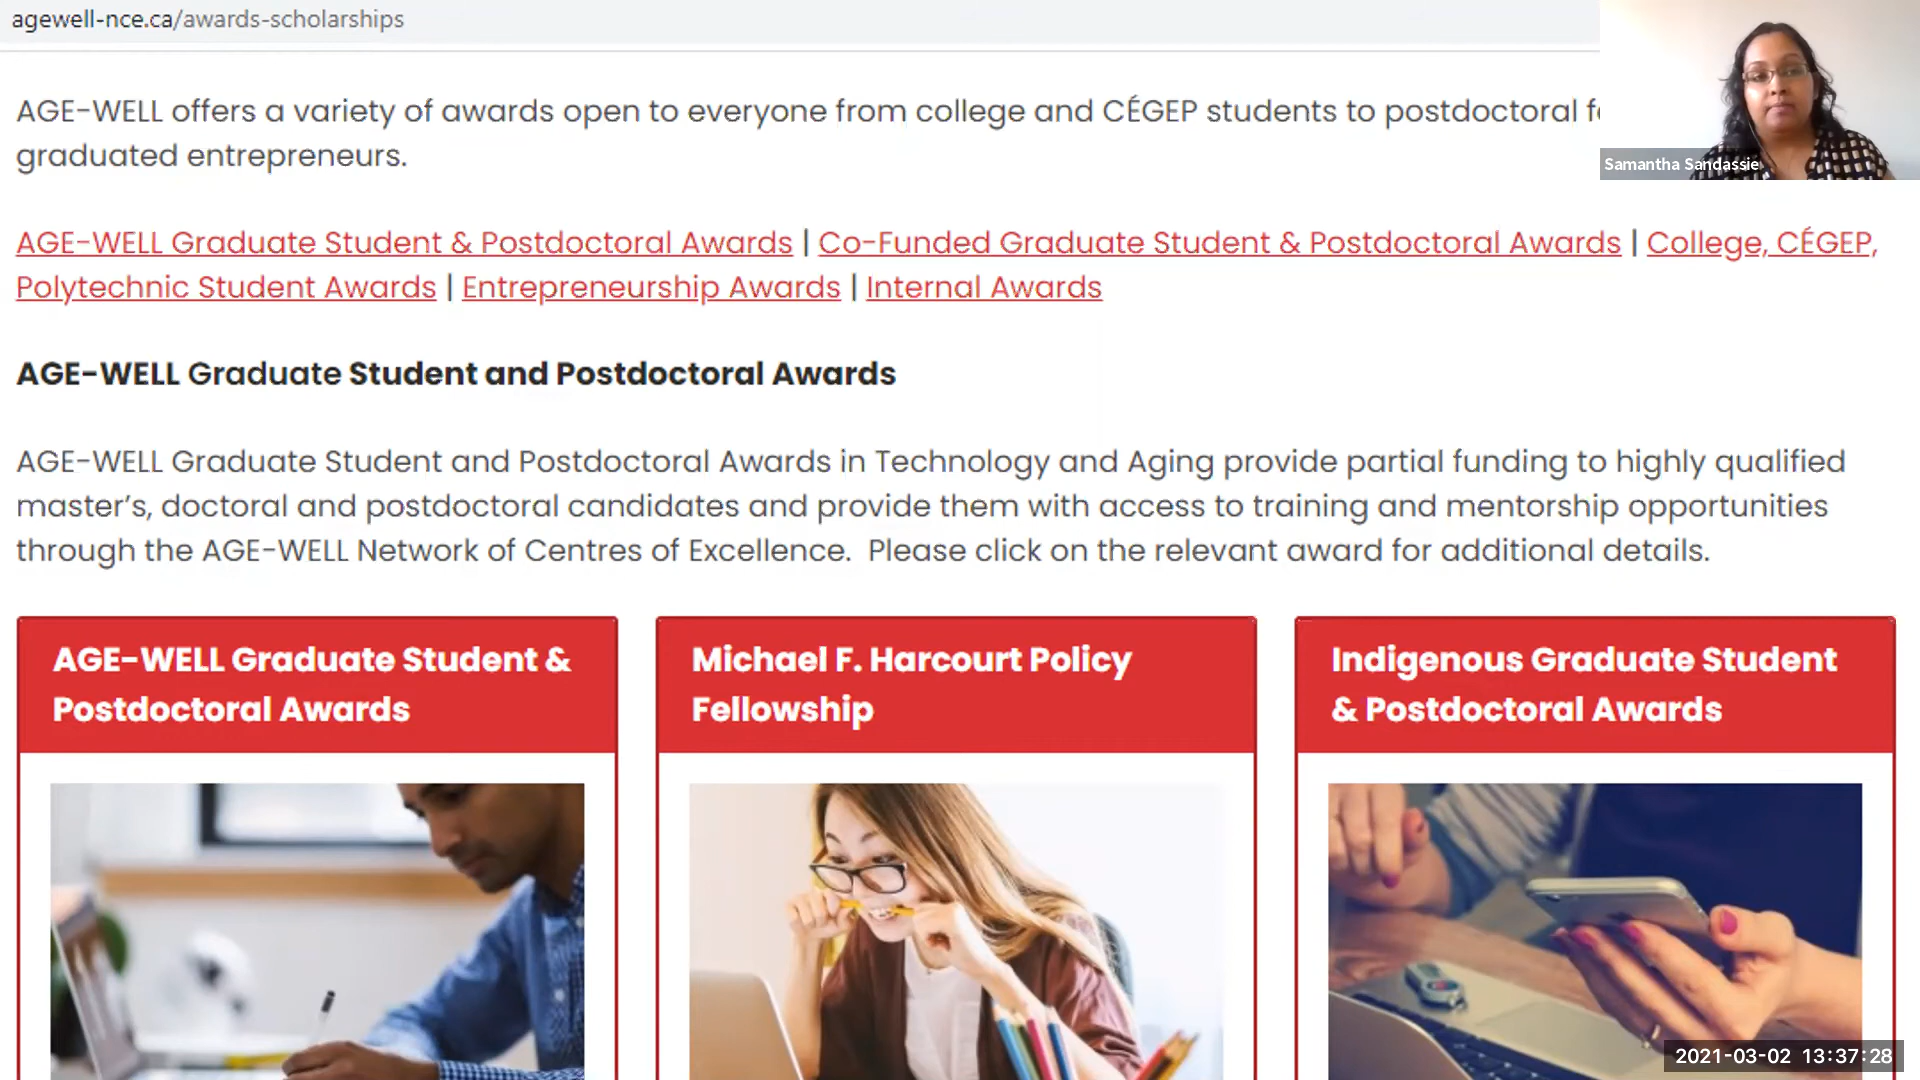 agewell-nce.ca/awards-scholarships
AGE-WELL offers a variety of awards open to everyone from college and CÉGEP students to postdoctoral
graduated entrepreneurs.
Samantha Sandassie
AGE-WELL Graduate Student & Postdoctoral Awards | Co-Funded Graduate Student & Postdoctoral Awards | College, CÉGEP,
Polytechnic Student Awards | Entrepreneurship Awards | Internal Awards
AGE-WELL Graduate Student and Postdoctoral Awards
AGE-WELL Graduate Student and Postdoctoral Awards in Technology and Aging provide partial funding to highly qualified
master's, doctoral and postdoctoral candidates and provide them with access to training and mentorship opportunities
through the AGE-WELL Network of Centres of Excellence.  Please click on the relevant award for additional details.
AGE-WELL Graduate Student &
Postdoctoral Awards
Michael F. Harcourt Policy
Fellowship
Indigenous Graduate Student
& Postdoctoral Awards
2021-03-02 13:37:28